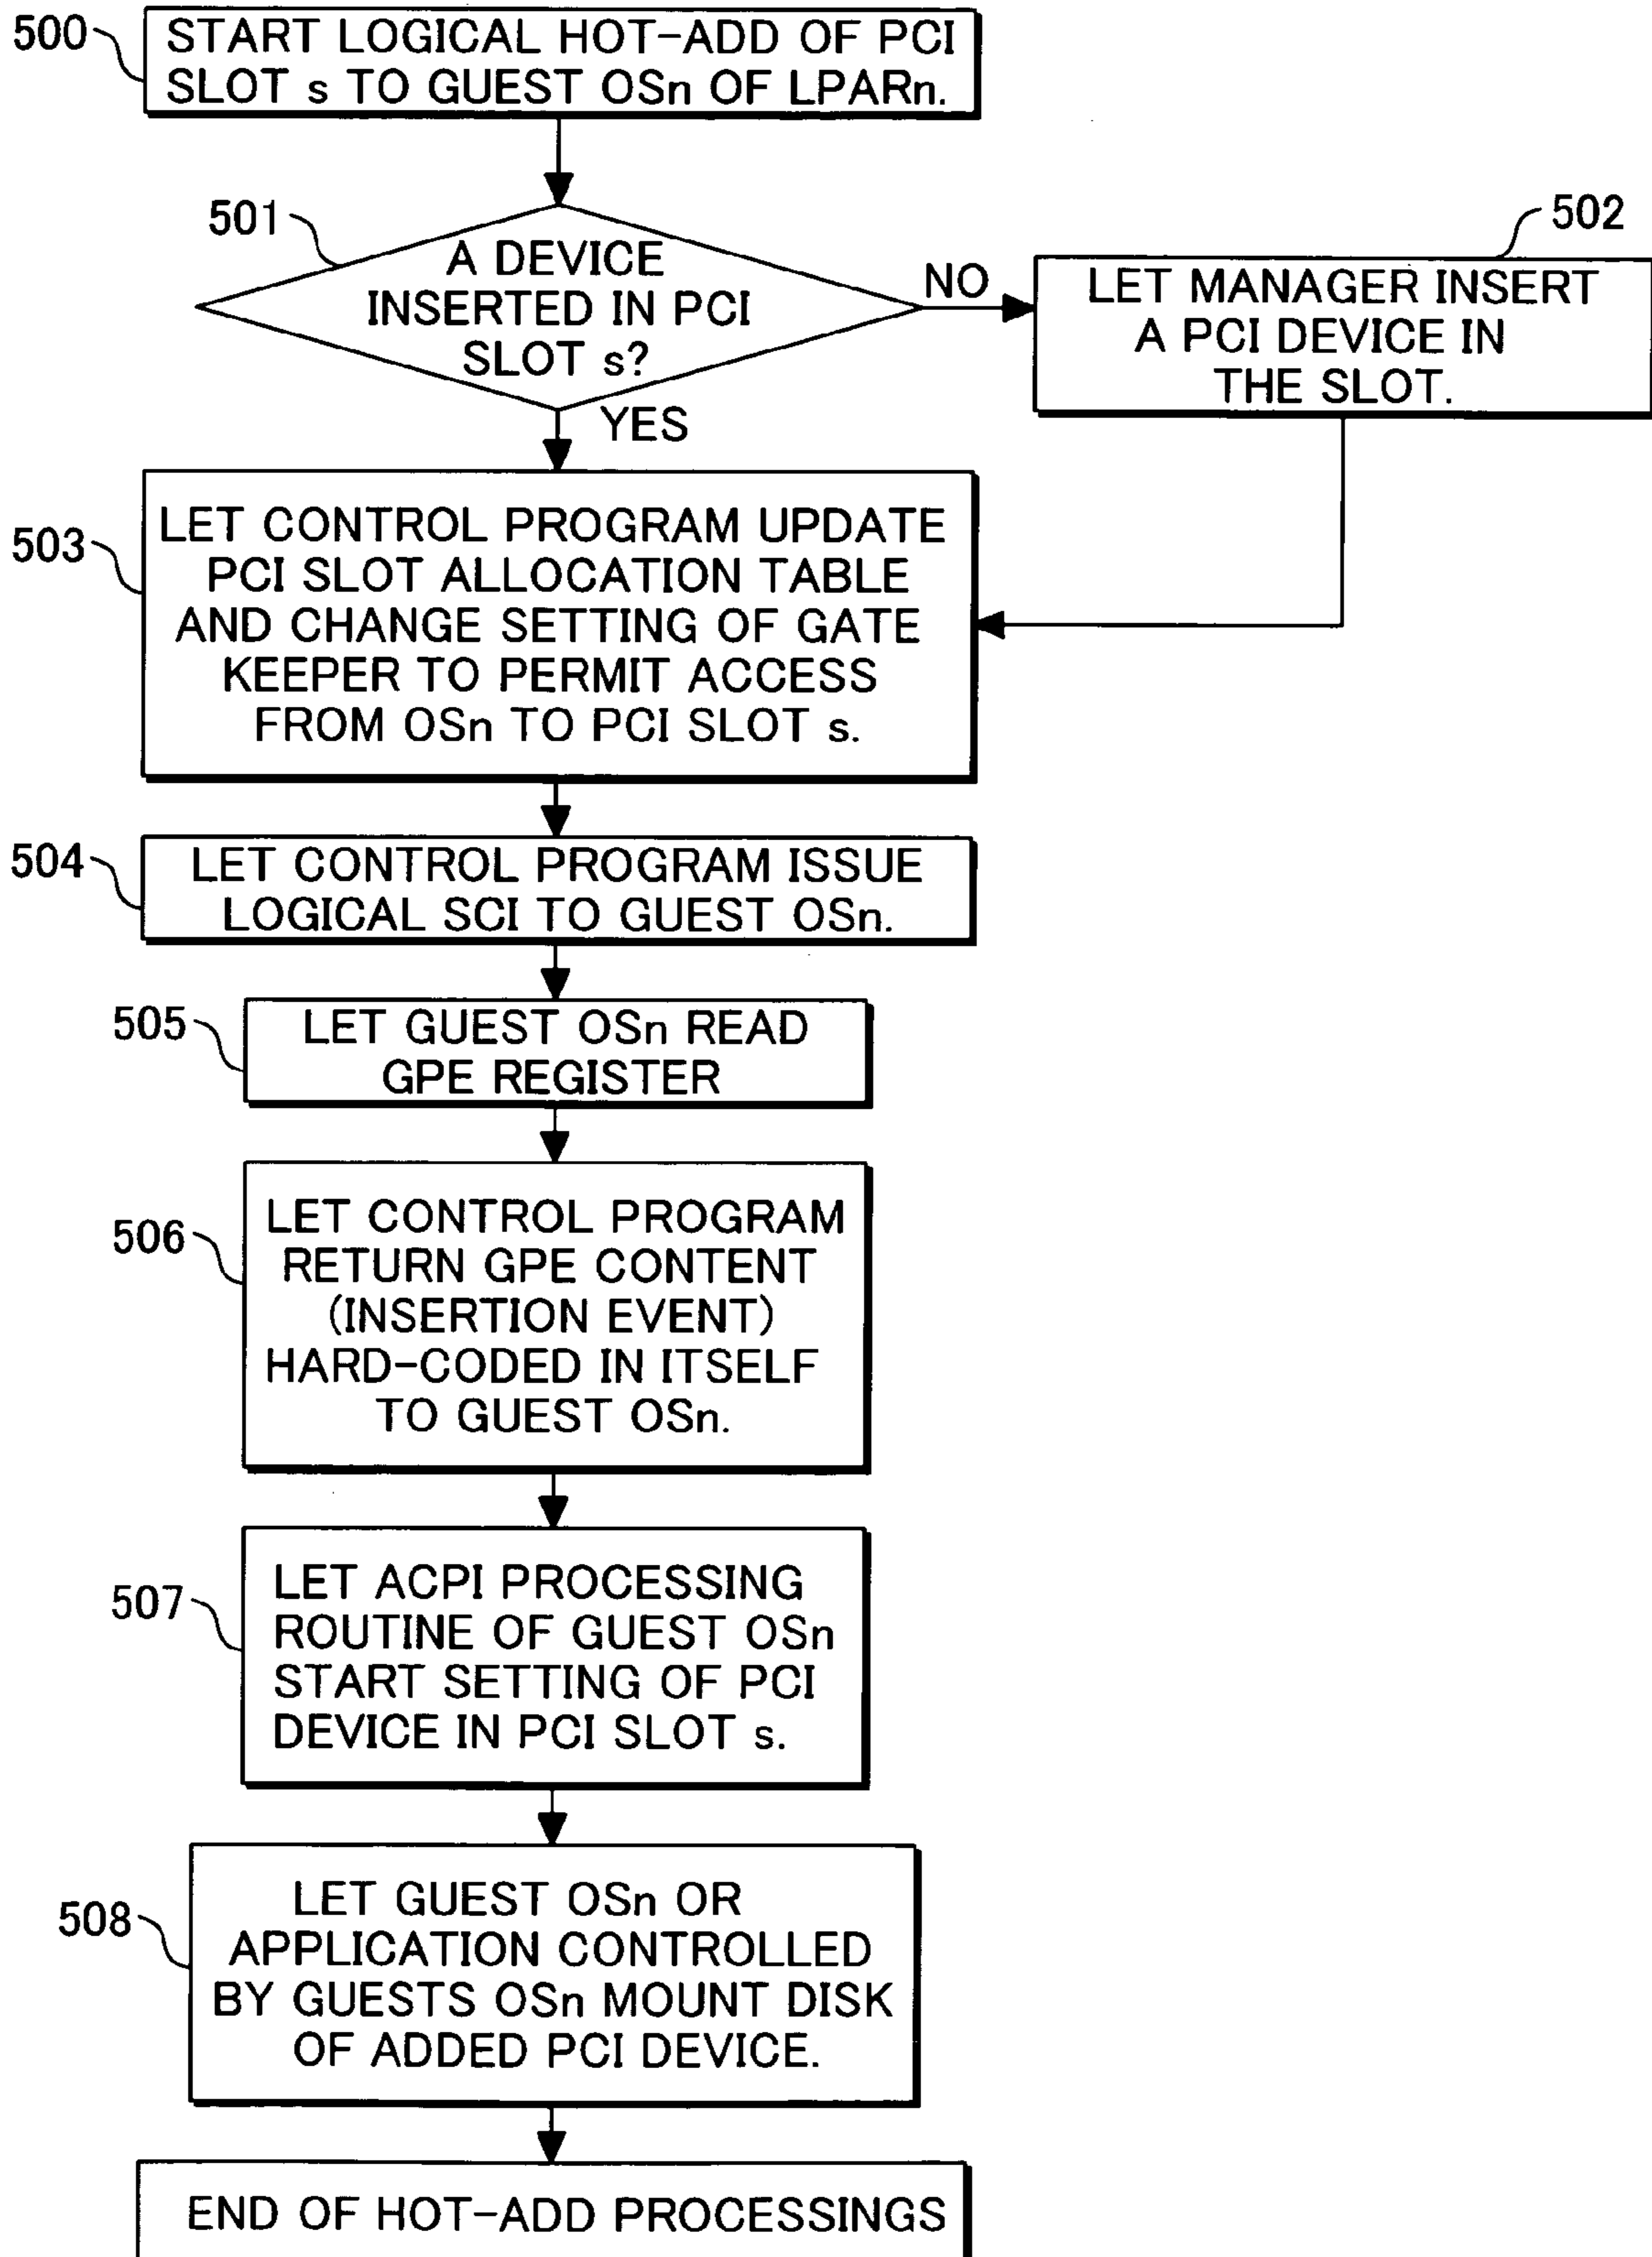 500
START LOGICAL HOT-ADD OF PCI
SLOT s TO GUEST OSn OF LPARn.
501
A DEVICE
INSERTED IN PCI
SLOT s?
NO
502
LET MANAGER INSERT
A PCI DEVICE IN
THE SLOT.
YES
503
LET CONTROL PROGRAM UPDATE
PCI SLOT ALLOCATION TABLE
AND CHANGE SETTING OF GATE
KEEPER TO PERMIT ACCESS
FROM OSn TO PCI SLOT s.
504
LET CONTROL PROGRAM ISSUE
LOGICAL SCI TO GUEST OSn.
505
LET GUEST OSn READ
GPE REGISTER
506
LET CONTROL PROGRAM
RETURN GPE CONTENT
(INSERTION EVENT)
HARD-CODED IN ITSELF
TO GUEST OSn.
507
LET ACPI PROCESSING
ROUTINE OF GUEST OSn
START SETTING OF PCI
DEVICE IN PCI SLOT s.
508
LET GUEST OSn OR
APPLICATION CONTROLLED
BY GUESTS OSn MOUNT DISK
OF ADDED PCI DEVICE.
END OF HOT-ADD PROCESSINGS